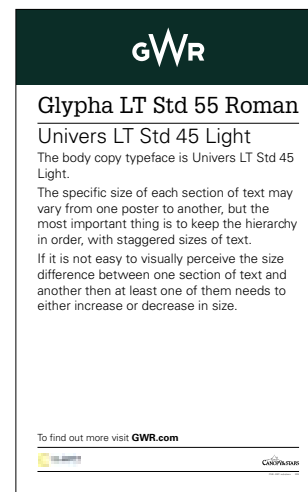 GWR
Glypha LT Std 55 Roman
Univers LT Std 45 Light
The body copy typeface is Univers LT Std 45
Light.
The specific size of each section of text may
vary from one poster to another, but the
most important thing is to keep the hierarchy
in order, with staggered sizes of text.
If it is not easy to visually perceive the size
difference between one section of text and
another then at least one of them needs to
either increase or decrease in size.
To find out more visit GWR.com
CANOPY&STARS